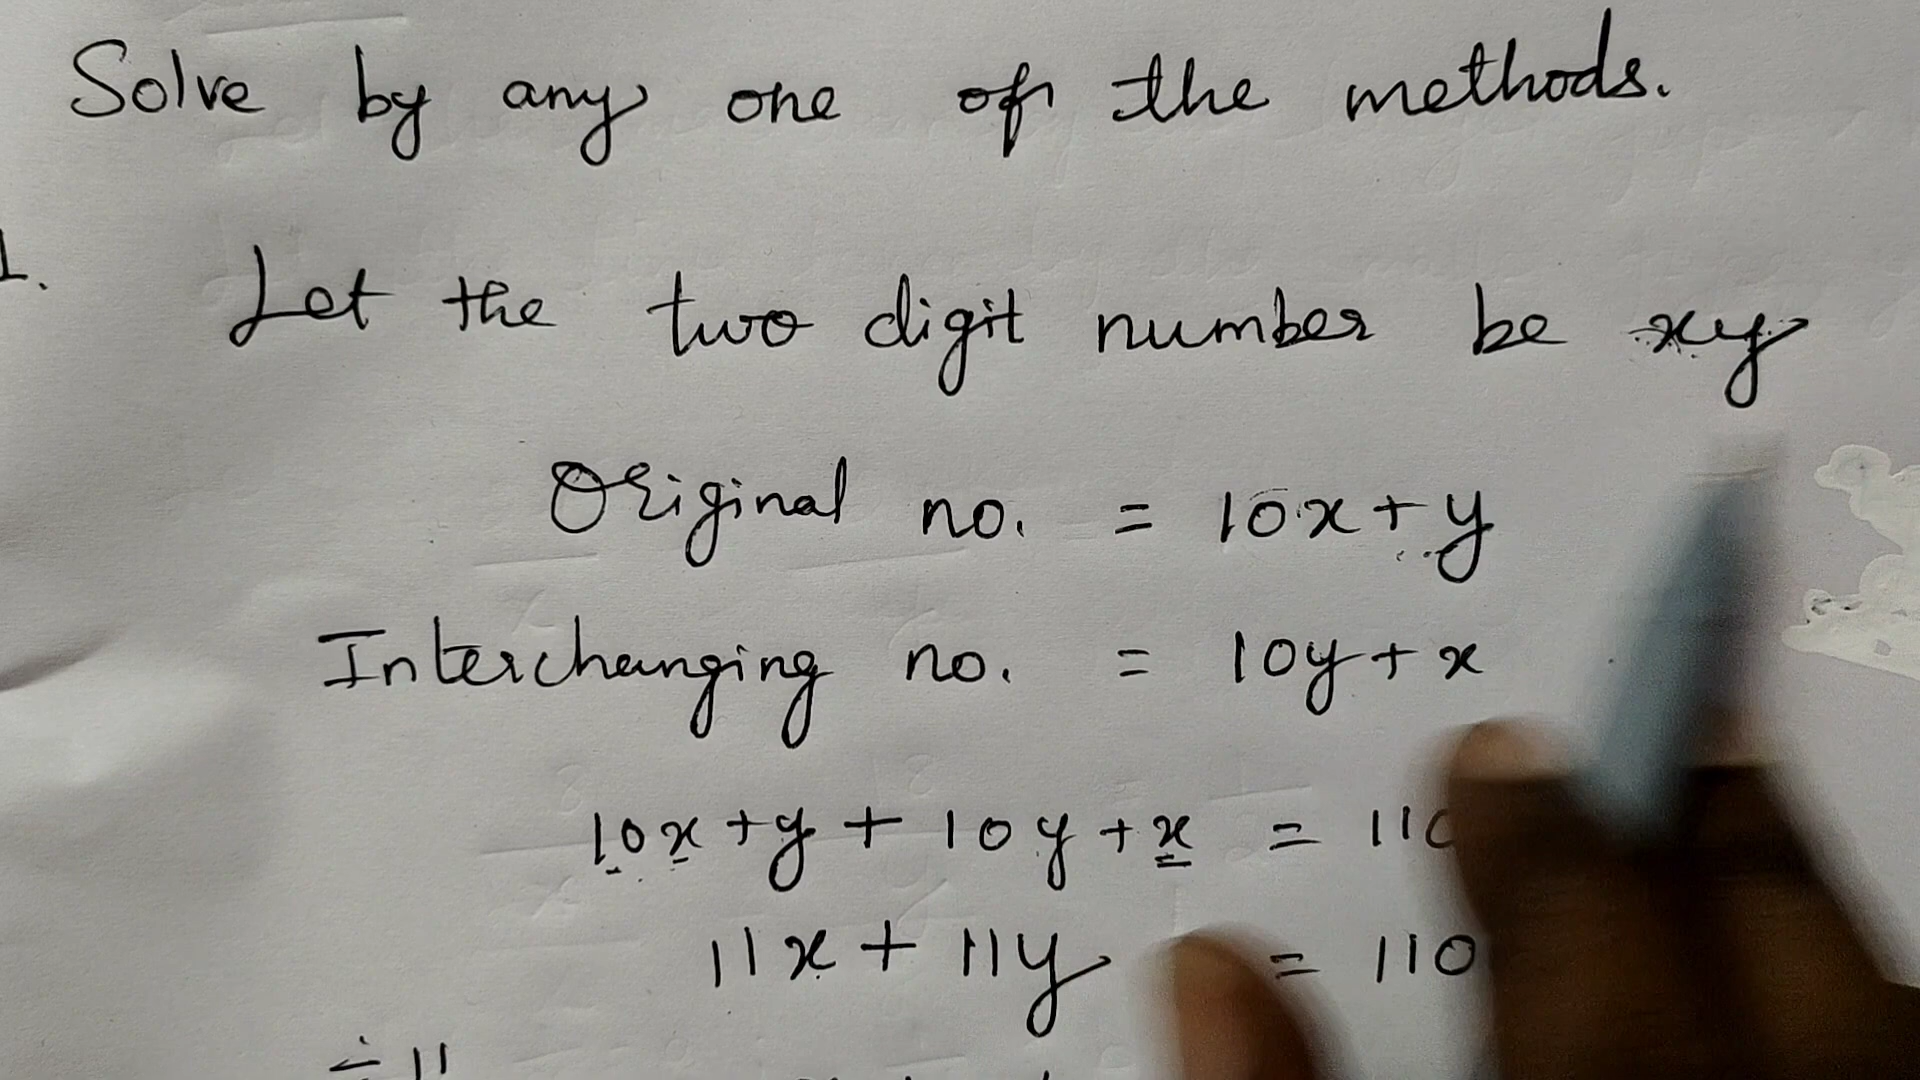 Solve by any one of the methods.
1. Let the two digit number be xy
Original no. = 10x+y
Interchanging no. = 10y+x
10x+y + 10y+x = 110
11x + 11y = 110
÷11